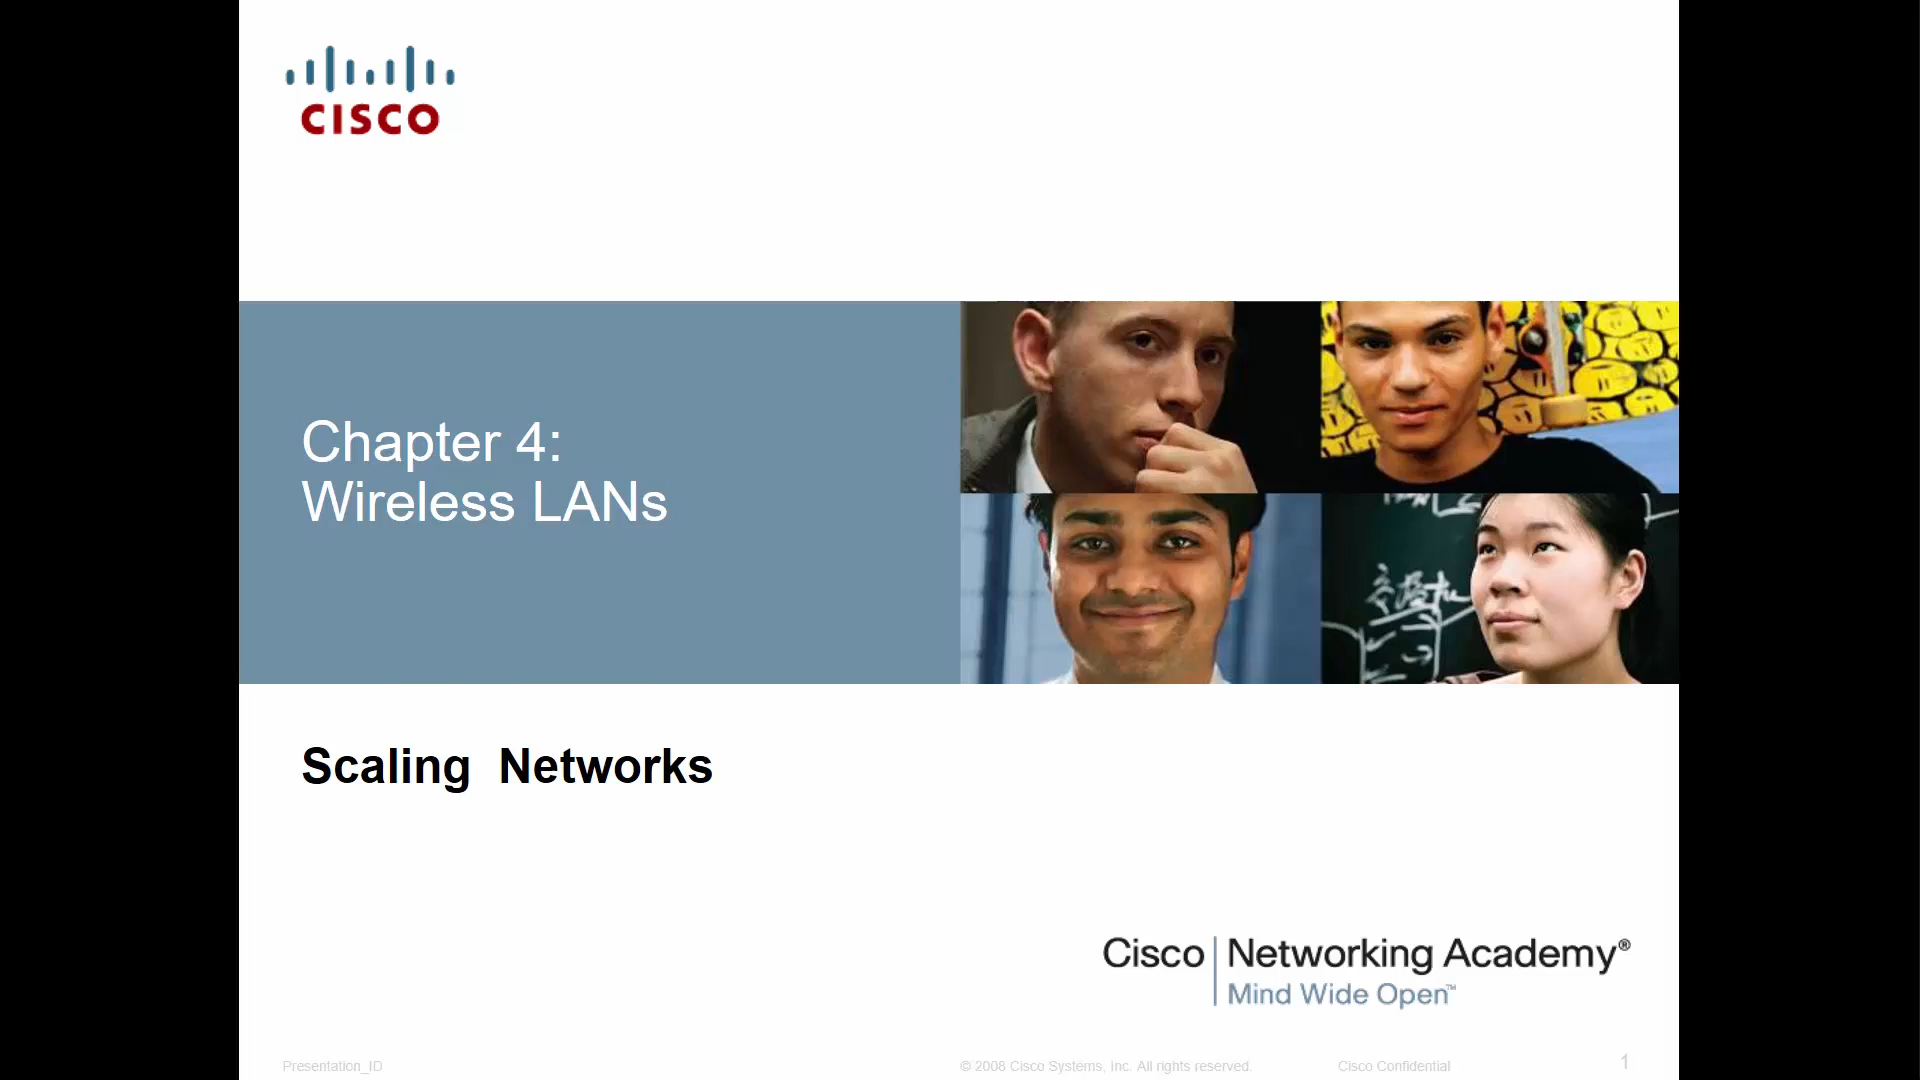 CISCO
Chapter 4:
Wireless LANs
Scaling Networks
Cisco Networking Academy®
Mind Wide Open™
Presentation_ID
© 2008 Cisco Systems, Inc. All rights reserved.
Cisco Confidential
1